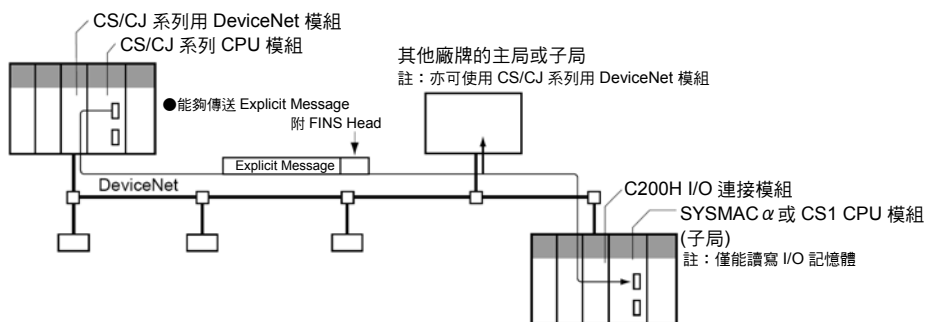 CS/CJ 系列用 DeviceNet 模組
CS/CJ 系列 CPU 模組
其他廠牌的主局或子局
註：亦可使用 CS/CJ 系列用 DeviceNet 模組
●能夠傳送 Explicit Message
附 FINS Head
Explicit Message
DeviceNet
C200H I/O 連接模組
SYSMAC α 或 CS1 CPU 模組
(子局)
註：僅能讀寫 I/O 記憶體